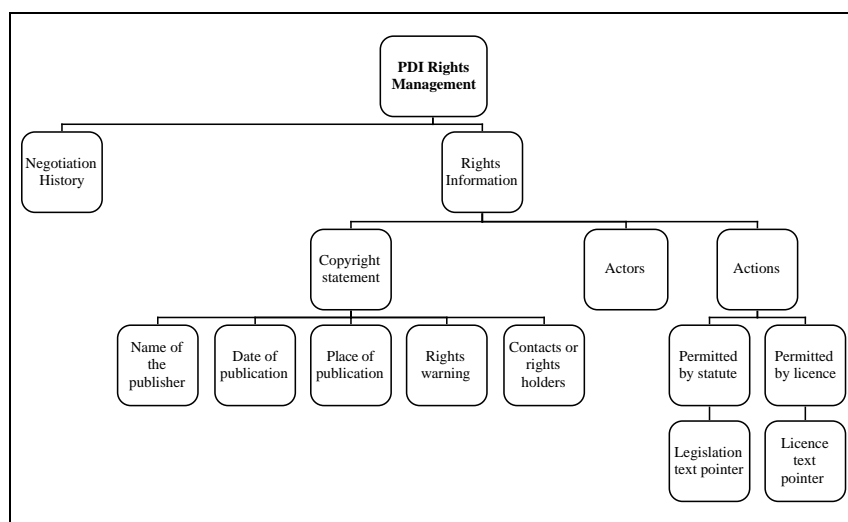 PDI Rights
Management
Negotiation
History
Rights
Information
Copyright
statement
Actors
Actions
Name of
the
publisher
Date of
publication
Place of
publication
Rights
warning
Contacts or
rights
holders
Permitted
by statute
Permitted
by licence
Legislation
text pointer
Licence
text
pointer